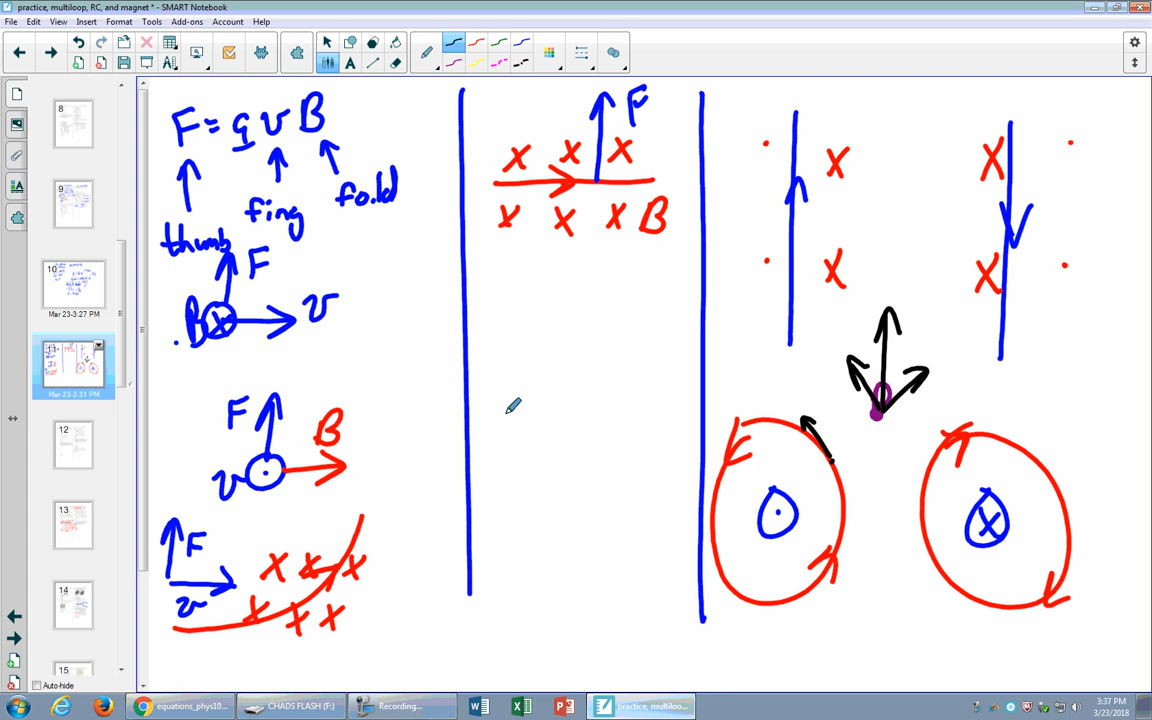 practice, multiloop, RC, and magnet * - SMART Notebook
File Edit View Insert Format Tools Add-ons Account Help
8
9
10
Mar 23-3:27 PM
11
Mar 23-3:31 PM
12
13
14
15
Auto-hide
F = q v B
thumb
fing
fold
F
B x v
F
B
v
F
v
x x x
x x x
F
x x x
x x x B
. x x .
. x x .
. x
equations_phys10...
CHADS FLASH (F:)
Recording...
practice, multilo...
3:37 PM
3/23/2018